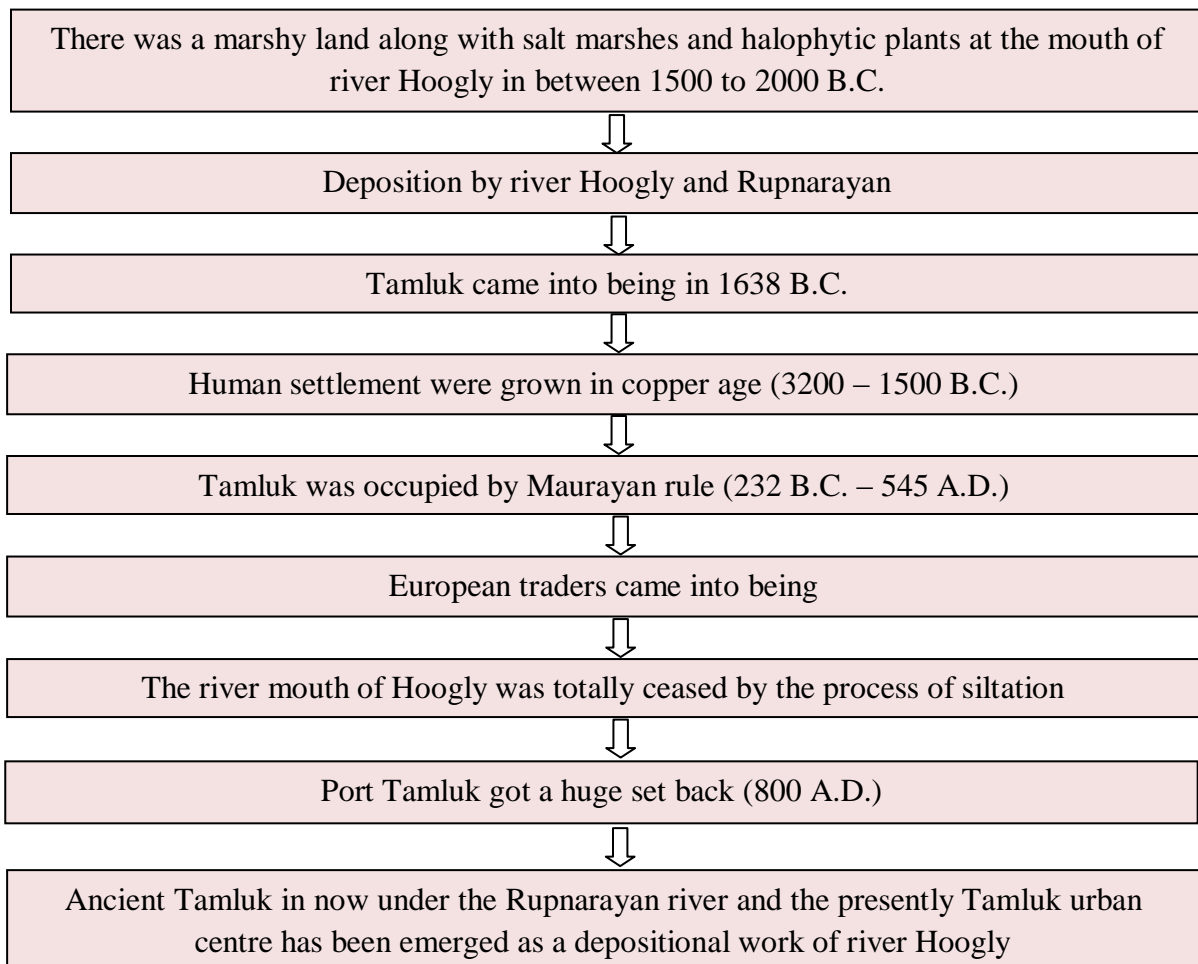 There was a marshy land along with salt marshes and halophytic plants at the mouth of
river Hoogly in between 1500 to 2000 B.C.
Deposition by river Hoogly and Rupnarayan
Tamluk came into being in 1638 B.C.
Human settlement were grown in copper age (3200 – 1500 B.C.)
Tamluk was occupied by Maurayan rule (232 B.C. – 545 A.D.)
European traders came into being
The river mouth of Hoogly was totally ceased by the process of siltation
Port Tamluk got a huge set back (800 A.D.)
Ancient Tamluk in now under the Rupnarayan river and the presently Tamluk urban
centre has been emerged as a depositional work of river Hoogly